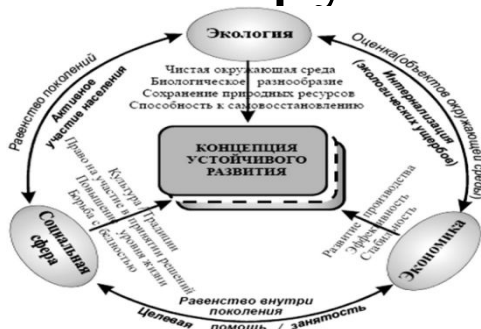 Экология
Чистая окружающая среда
Биологическое разнообразие
Сохранение природных ресурсов
Способность к самовосстановлению
КОНЦЕПЦИЯ
УСТОЙЧИВОГО
РАЗВИТИЯ
Равенство поколений
Активное
участие населения
Оценка (объектов окружающей среды)
Интернализация
(экологических ущербов)
Культура / Традиции
Право на участие в принятии решений
Повышение уровня жизни
Борьба с бедностью
Социальная
сфера
Развитие производства
Эффективность
Стабильность
Экономика
Равенство внутри
поколения
Целевая помощь / занятость